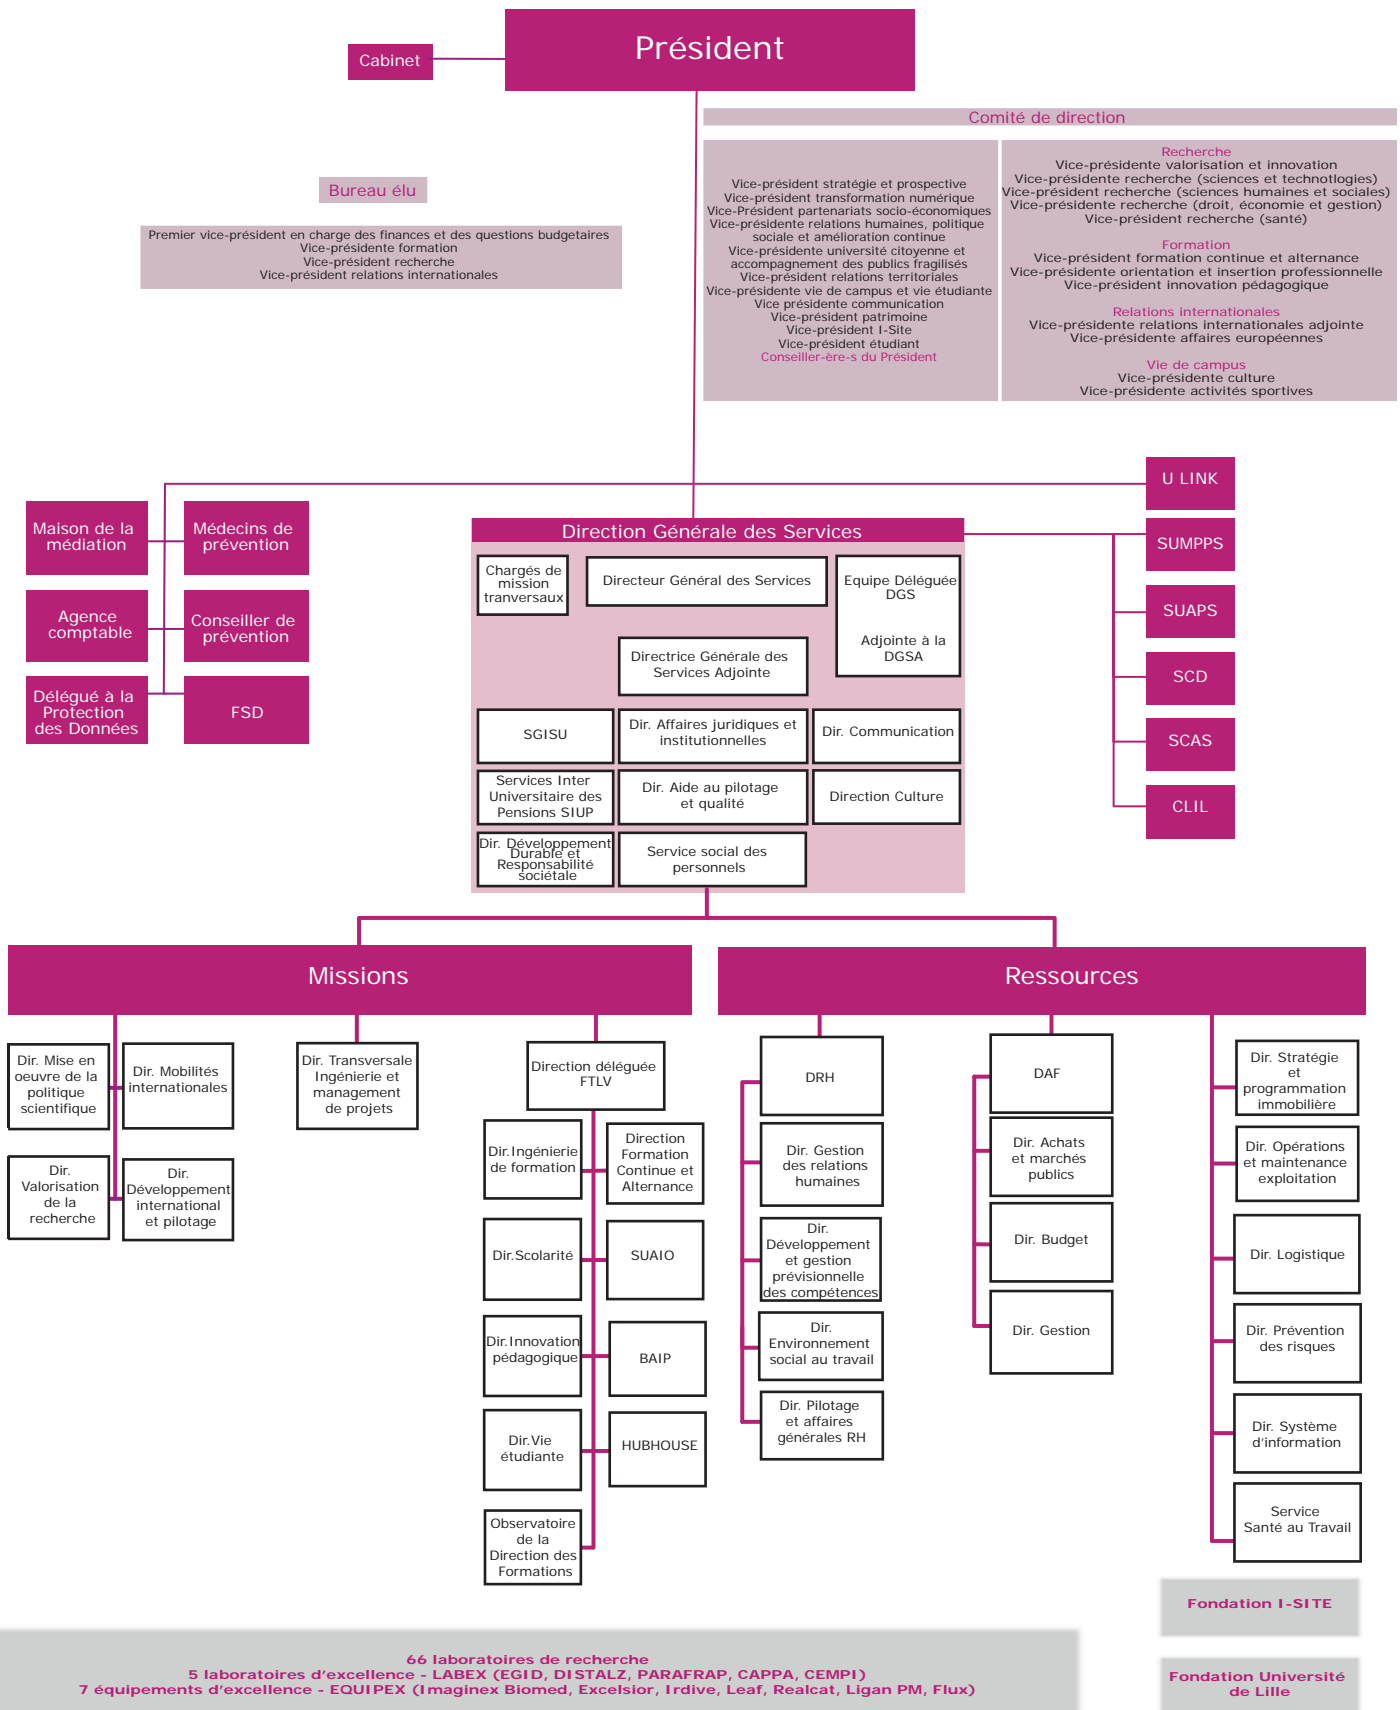 Président
Cabinet
Comité de direction
Bureau élu
Premier vice-président en charge des finances et des questions budgetaires
Vice-présidente formation
Vice-président recherche
Vice-président relations internationales
Vice-président stratégie et prospective
Vice-président transformation numérique
Vice-Président partenariats socio-économiques
Vice-présidente relations humaines, politique
sociale et amélioration continue
Vice-présidente université citoyenne et
accompagnement des publics fragilisés
Vice-président relations territoriales
Vice-présidente vie de campus et vie étudiante
Vice présidente communication
Vice-président patrimoine
Vice-président I-Site
Vice-président étudiant
Conseiller-ère-s du Président
Recherche
Vice-présidente valorisation et innovation
Vice-présidente recherche (sciences et technotlogies)
Vice-président recherche (sciences humaines et sociales)
Vice-présidente recherche (droit, économie et gestion)
Vice-président recherche (santé)
Formation
Vice-président formation continue et alternance
Vice-présidente orientation et insertion professionnelle
Vice-président innovation pédagogique
Relations internationales
Vice-présidente relations internationales adjointe
Vice-présidente affaires européennes
Vie de campus
Vice-présidente culture
Vice-présidente activités sportives
Maison de la
médiation
Médecins de
prévention
Agence
comptable
Conseiller de
prévention
Délégué à la
Protection
des Données
FSD
U LINK
SUMPPS
SUAPS
SCD
SCAS
CLIL
Direction Générale des Services
Chargés de
mission
tranversaux
Directeur Général des Services
Equipe Déléguée
DGS
Adjointe à la
DGSA
Directrice Générale des
Services Adjointe
SGISU
Dir. Affaires juridiques et
institutionnelles
Dir. Communication
Services Inter
Universitaire des
Pensions SIUP
Dir. Aide au pilotage
et qualité
Direction Culture
Dir. Développement
Durable et
Responsabilité
sociétale
Service social des
personnels
Missions
Ressources
Dir. Mise en
oeuvre de la
politique
scientifique
Dir. Mobilités
internationales
Dir.
Valorisation
de la
recherche
Dir.
Développement
international
et pilotage
Dir. Transversale
Ingénierie et
management
de projets
Direction déléguée
FTLV
Dir.Ingénierie
de formation
Direction
Formation
Continue et
Alternance
Dir.Scolarité
SUAIO
Dir.Innovation
pédagogique
BAIP
Dir.Vie
étudiante
HUBHOUSE
Observatoire
de la
Direction des
Formations
DRH
Dir. Gestion
des relations
humaines
Dir.
Développement
et gestion
prévisionnelle
des compétences
Dir.
Environnement
social au travail
Dir. Pilotage
et affaires
générales RH
DAF
Dir. Achats
et marchés
publics
Dir. Budget
Dir. Gestion
Dir. Stratégie
et
programmation
immobilière
Dir. Opérations
et maintenance
exploitation
Dir. Logistique
Dir. Prévention
des risques
Dir. Système
d'information
Service
Santé au Travail
Fondation I-SITE
66 laboratoires de recherche
5 laboratoires d'excellence - LABEX (EGID, DISTALZ, PARAFRAP, CAPPA, CEMPI)
7 équipements d'excellence - EQUIPEX (Imaginex Biomed, Excelsior, Irdive, Leaf, Realcat, Ligan PM, Flux)
Fondation Université
de Lille